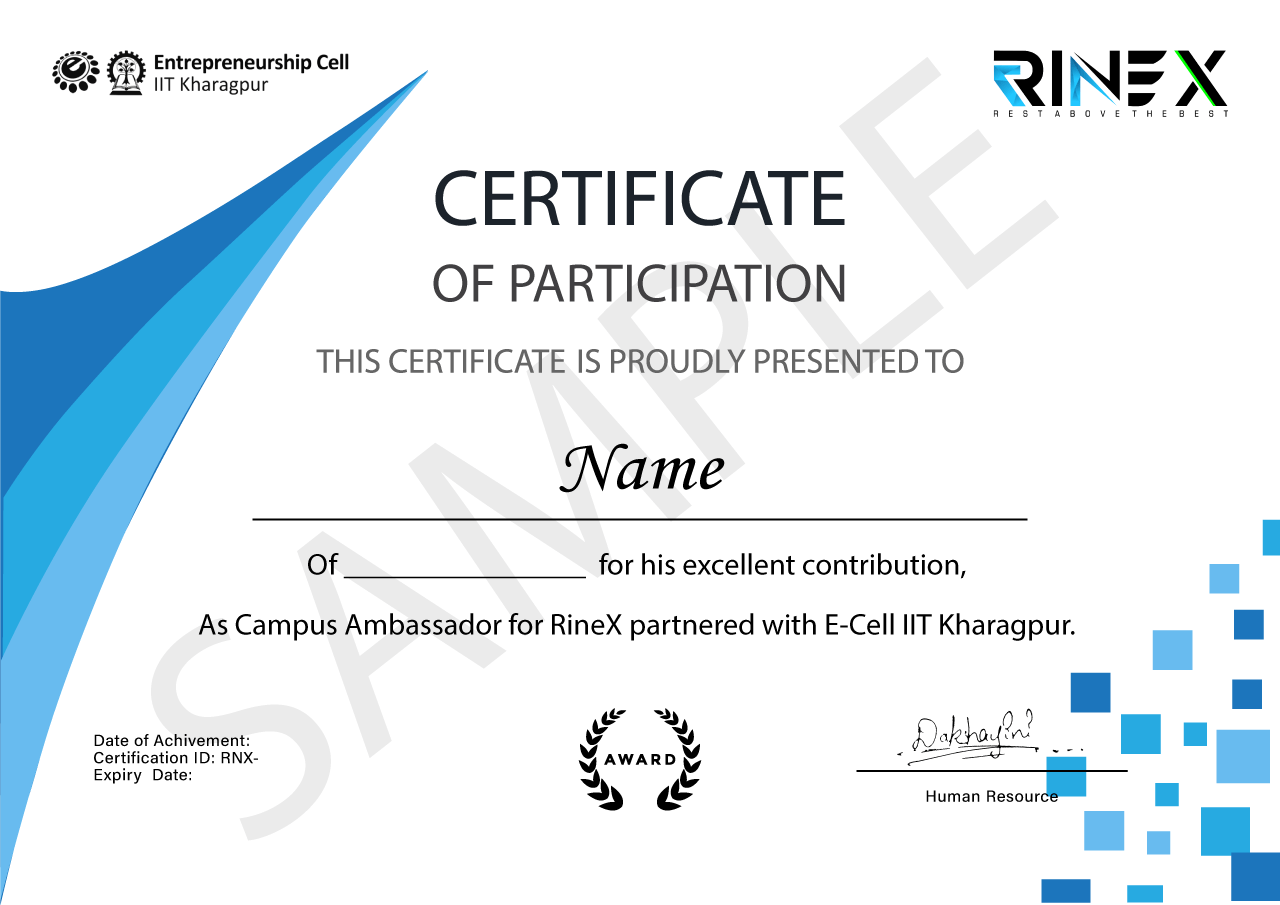 Entrepreneurship Cell
IIT Kharagpur
RINEX
REST ABOVE THE BEST
CERTIFICATE
OF PARTICIPATION
THIS CERTIFICATE IS PROUDLY PRESENTED TO
Name
Of _________________ for his excellent contribution,
As Campus Ambassador for RineX partnered with E-Cell IIT Kharagpur.
SAMPLE
Date of Achivement:
Certification ID: RNX-
Expiry Date:
AWARD
Dakhayini
Human Resource